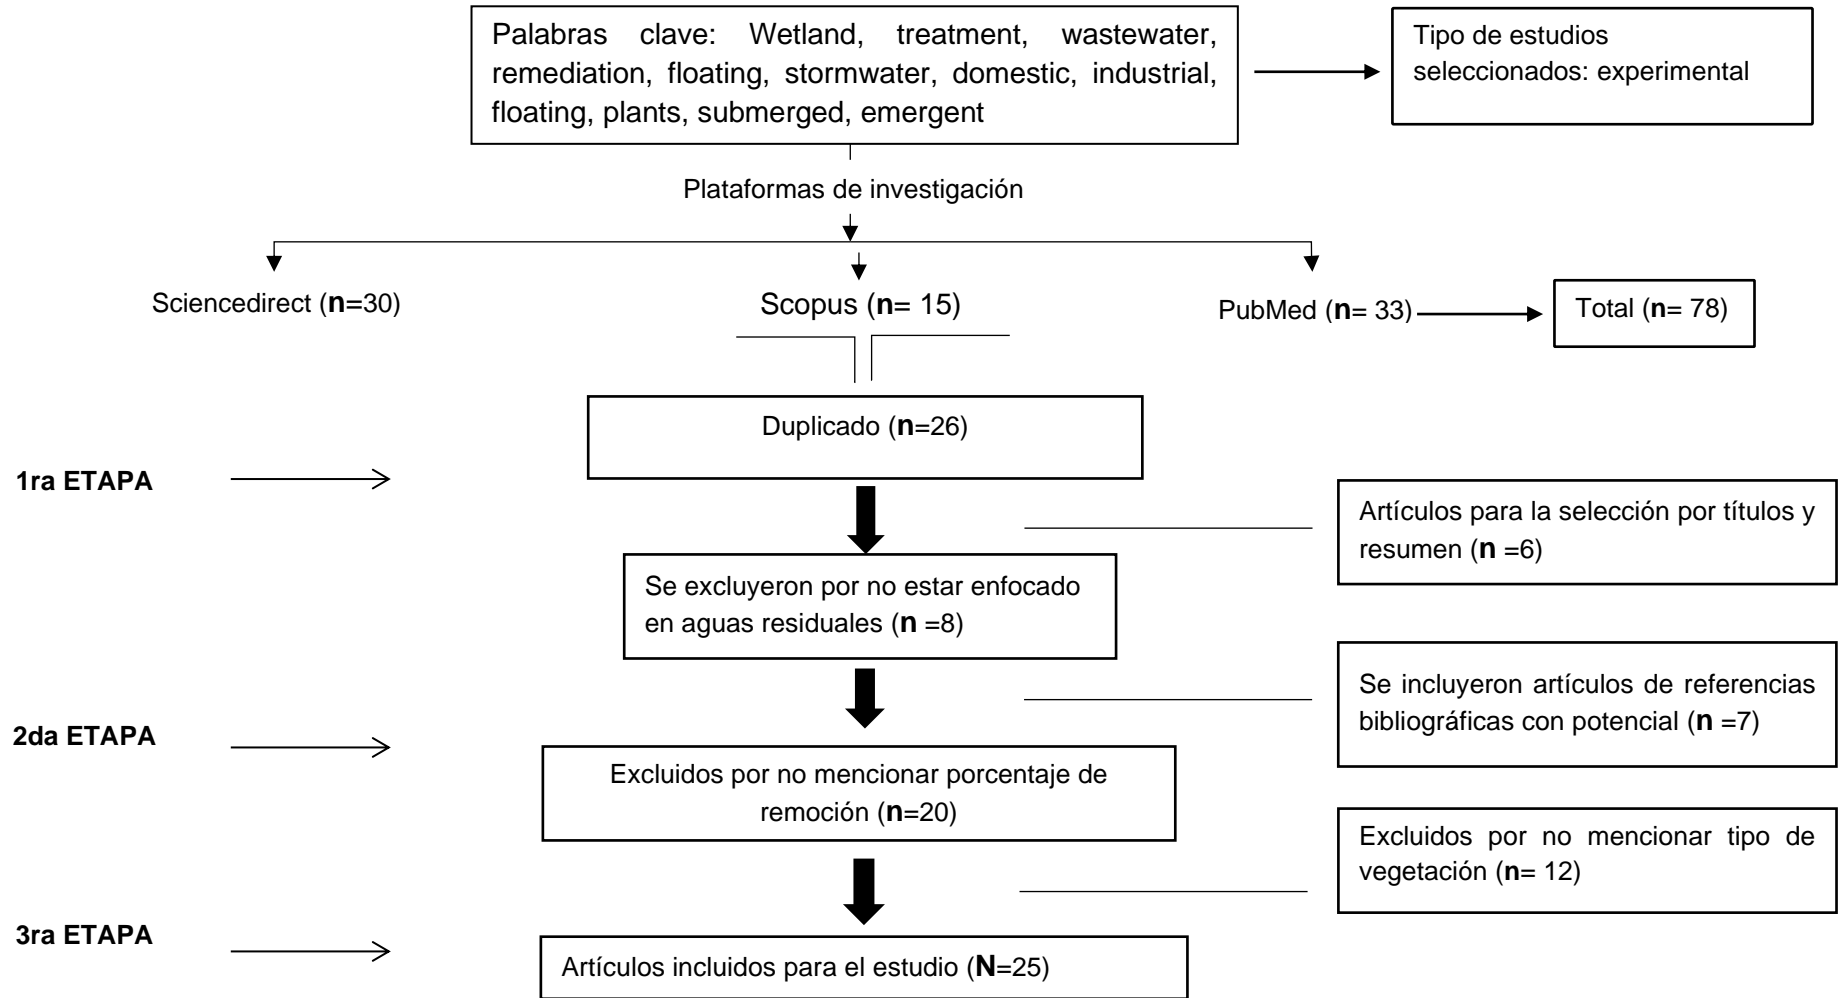 Palabras clave: Wetland, treatment, wastewater,
remediation, floating, stormwater, domestic, industrial,
floating, plants, submerged, emergent
Tipo de estudios
seleccionados: experimental
Plataformas de investigación
Sciencedirect (n=30)
Scopus (n= 15)
PubMed (n= 33)
Total (n= 78)
Duplicado (n=26)
1ra ETAPA
Artículos para la selección por títulos y
resumen (n =6)
Se excluyeron por no estar enfocado
en aguas residuales (n =8)
Se incluyeron artículos de referencias
bibliográficas con potencial (n =7)
2da ETAPA
Excluidos por no mencionar porcentaje de
remoción (n=20)
Excluidos por no mencionar tipo de
vegetación (n= 12)
3ra ETAPA
Artículos incluidos para el estudio (N=25)